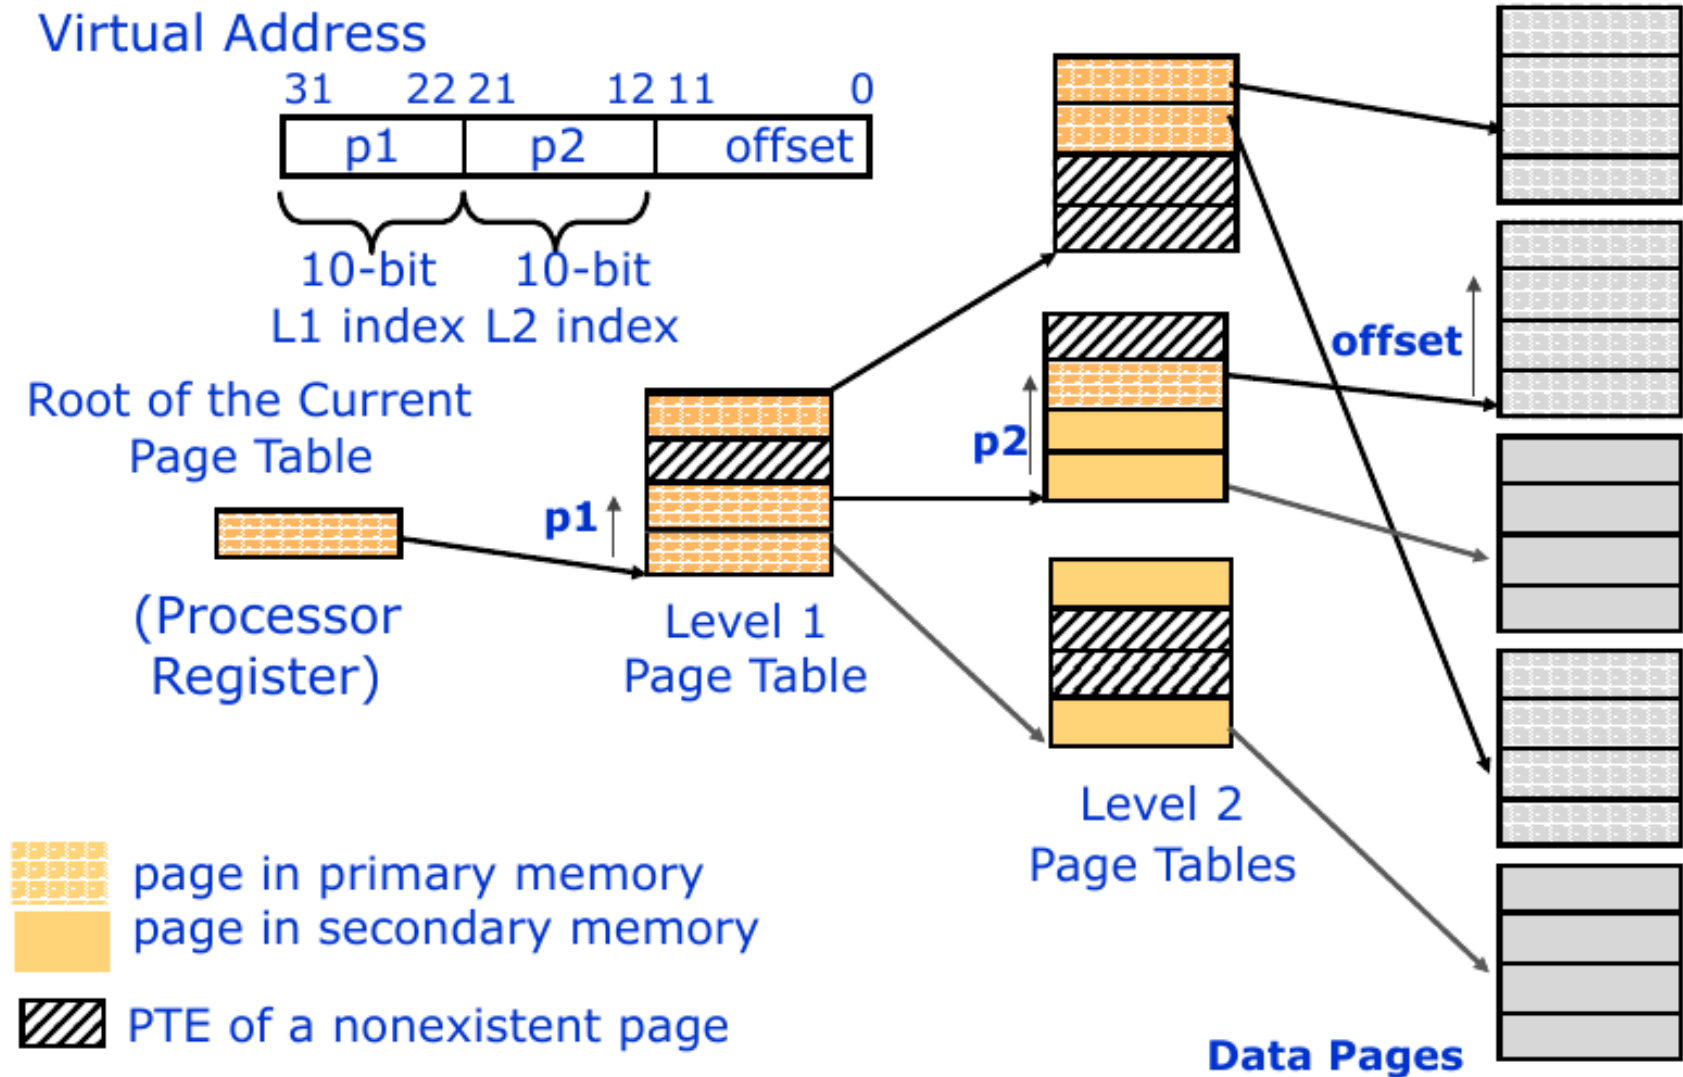 Virtual Address
31 22 21 12 11 0
p1 p2 offset
10-bit 10-bit
L1 index L2 index
Root of the Current
Page Table
(Processor
Register)
p1
Level 1
Page Table
p2
Level 2
Page Tables
offset
Data Pages
page in primary memory
page in secondary memory
PTE of a nonexistent page